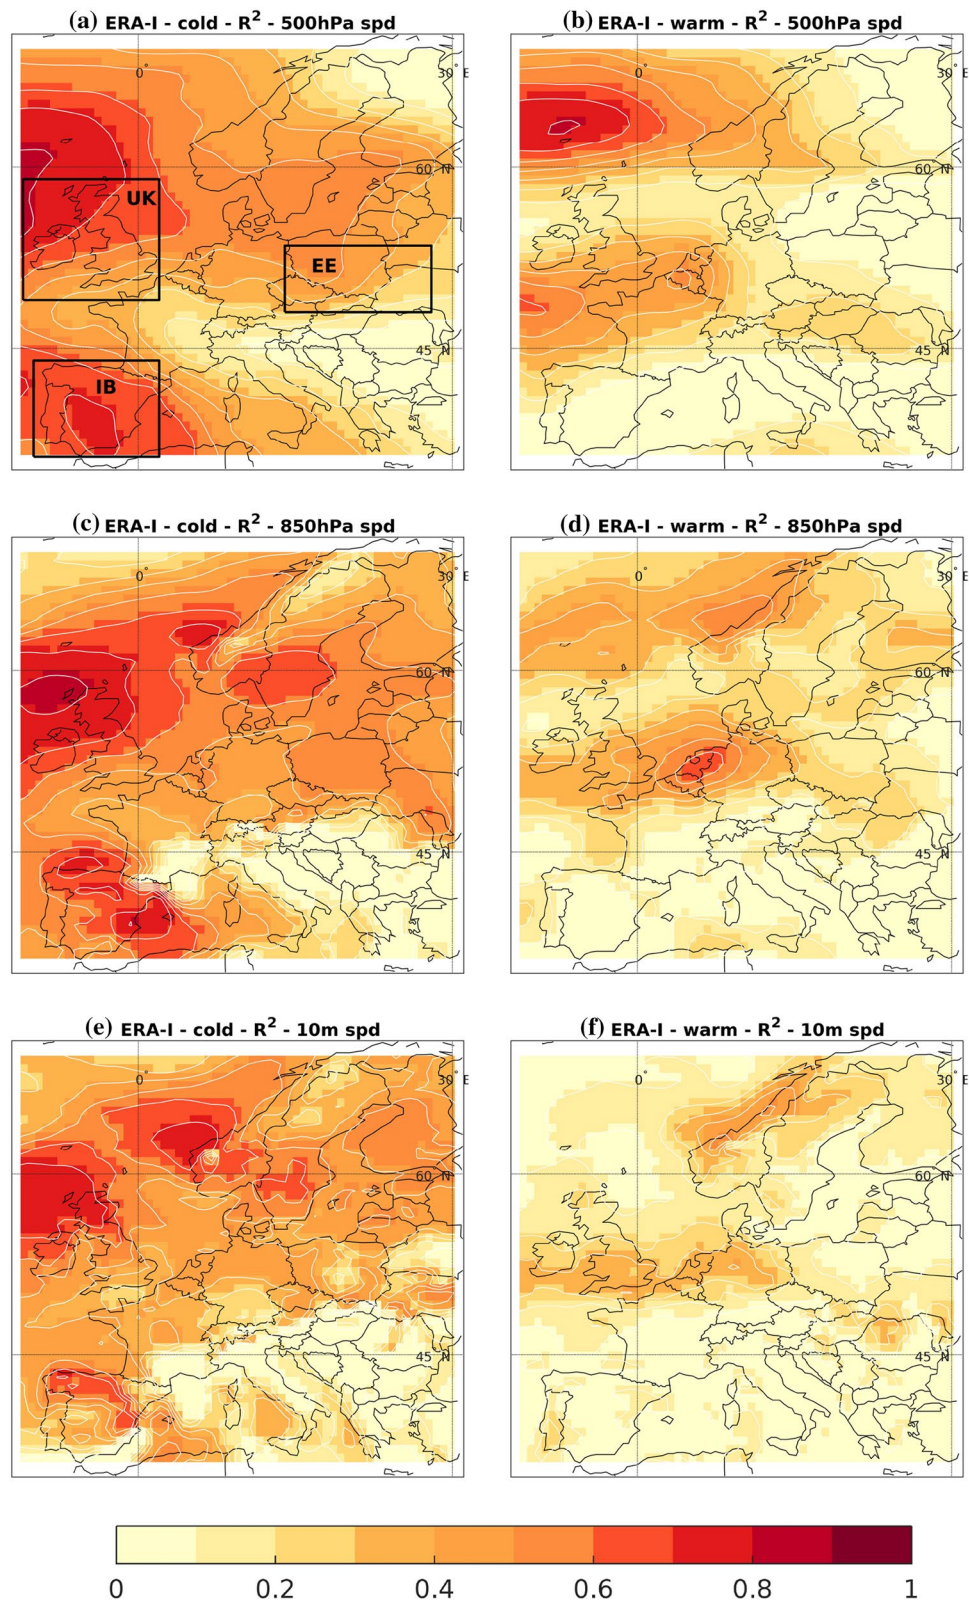 (a) ERA-I - cold - R² - 500hPa spd
(b) ERA-I - warm - R² - 500hPa spd
0°
30° E
60 N
UK
EE
45 N
IB
0°
30° E
60 N
45 N
(c) ERA-I - cold - R² - 850hPa spd
(d) ERA-I - warm - R² - 850hPa spd
0°
30° E
60 N
45 N
0°
30° E
60 N
45 N
(e) ERA-I - cold - R² - 10m spd
(f) ERA-I - warm - R² - 10m spd
0°
30° E
60 N
45 N
0°
30° E
60 N
45 N
0 0.2 0.4 0.6 0.8 1